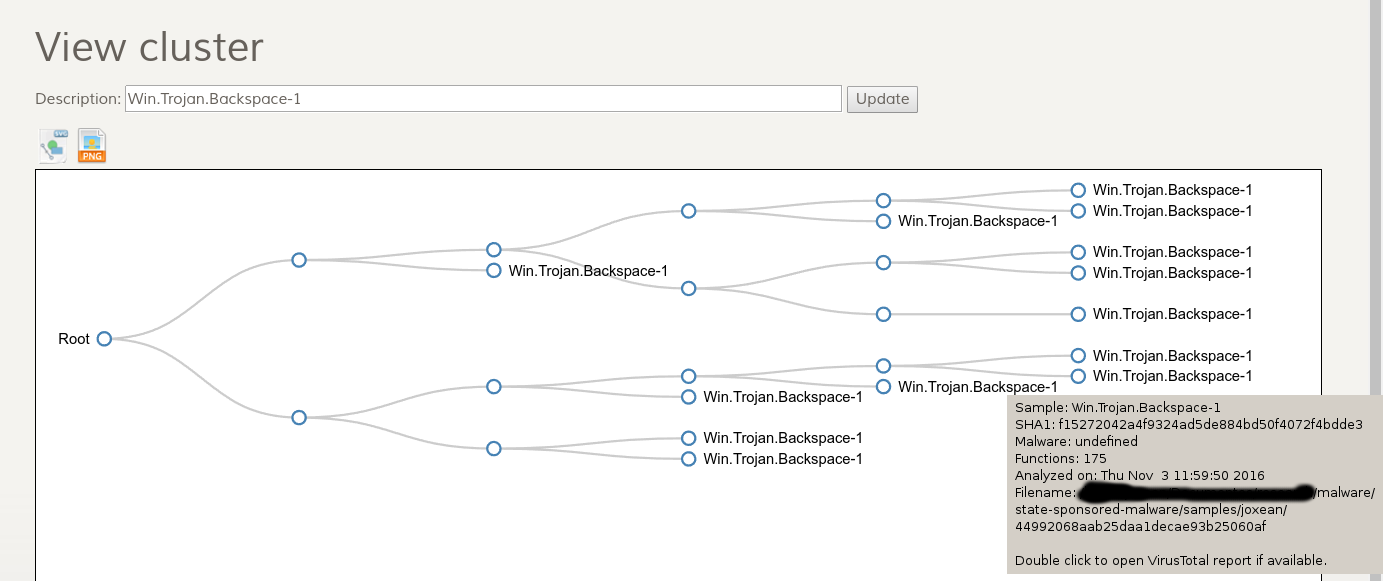 View cluster
Description: Win.Trojan.Backspace-1 Update
SVG
PNG
Win.Trojan.Backspace-1
Win.Trojan.Backspace-1
Win.Trojan.Backspace-1
Win.Trojan.Backspace-1
Win.Trojan.Backspace-1
Win.Trojan.Backspace-1
Win.Trojan.Backspace-1
Root
Win.Trojan.Backspace-1
Win.Trojan.Backspace-1
Win.Trojan.Backspace-1
Win.Trojan.Backspace-1
Win.Trojan.Backspace-1
Win.Trojan.Backspace-1
Sample: Win.Trojan.Backspace-1
SHA1: f15272042a4f9324ad5de884bd50f4072f4bdde3
Malware: undefined
Functions: 175
Analyzed on: Thu Nov 3 11:59:50 2016
Filename: /malware/
state-sponsored-malware/samples/joxean/
44992068aab25daa1decae93b25060af
Double click to open VirusTotal report if available.